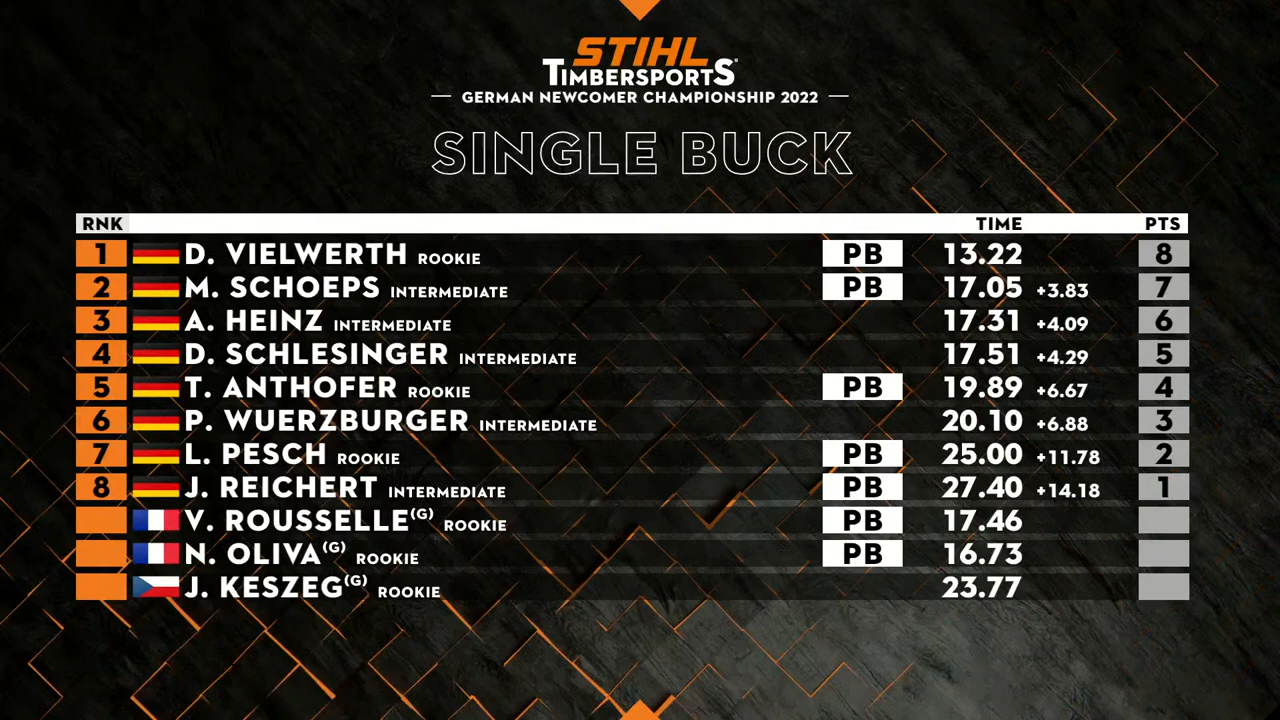 STIHL
TIMBERSPORTS®
GERMAN NEWCOMER CHAMPIONSHIP 2022
SINGLE BUCK
RNK TIME PTS
1 D. VIELWERTH ROOKIE PB 13.22 8
2 M. SCHOEPS INTERMEDIATE PB 17.05 +3.83 7
3 A. HEINZ INTERMEDIATE 17.31 +4.09 6
4 D. SCHLESINGER INTERMEDIATE 17.51 +4.29 5
5 T. ANTHOFER ROOKIE PB 19.89 +6.67 4
6 P. WUERZBURGER INTERMEDIATE 20.10 +6.88 3
7 L. PESCH ROOKIE PB 25.00 +11.78 2
8 J. REICHERT INTERMEDIATE PB 27.40 +14.18 1
V. ROUSSELLE(G) ROOKIE PB 17.46
N. OLIVA(G) ROOKIE PB 16.73
J. KESZEG(G) ROOKIE 23.77